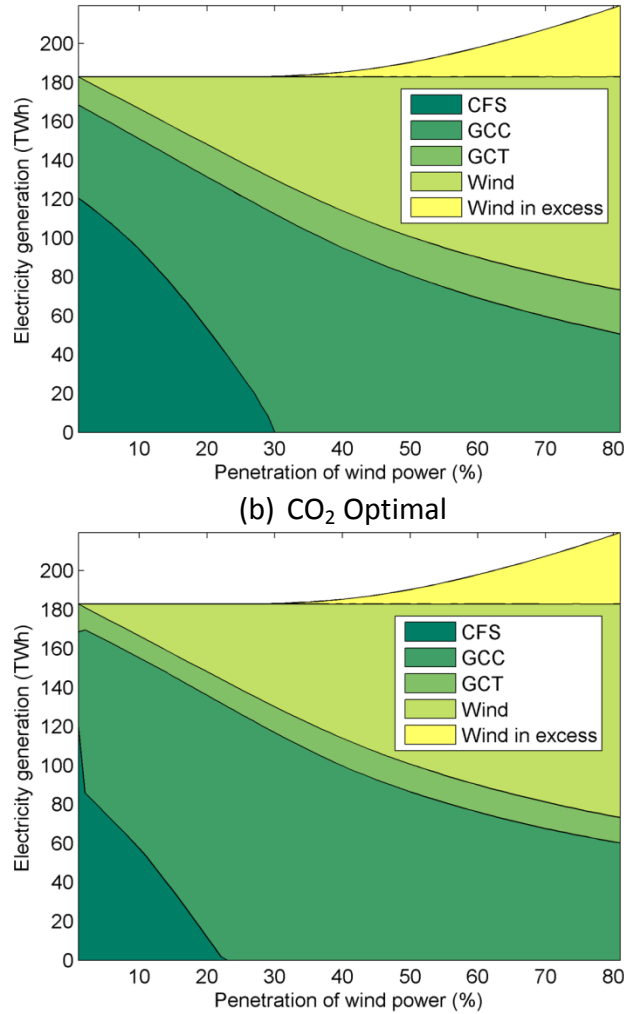 200
180
160
140
120
100
80
60
40
20
0
Electricity generation (TWh)
CFS
GCC
GCT
Wind
Wind in excess
10 20 30 40 50 60 70 80
Penetration of wind power (%)
(b) CO₂ Optimal
200
180
160
140
120
100
80
60
40
20
0
Electricity generation (TWh)
CFS
GCC
GCT
Wind
Wind in excess
10 20 30 40 50 60 70 80
Penetration of wind power (%)